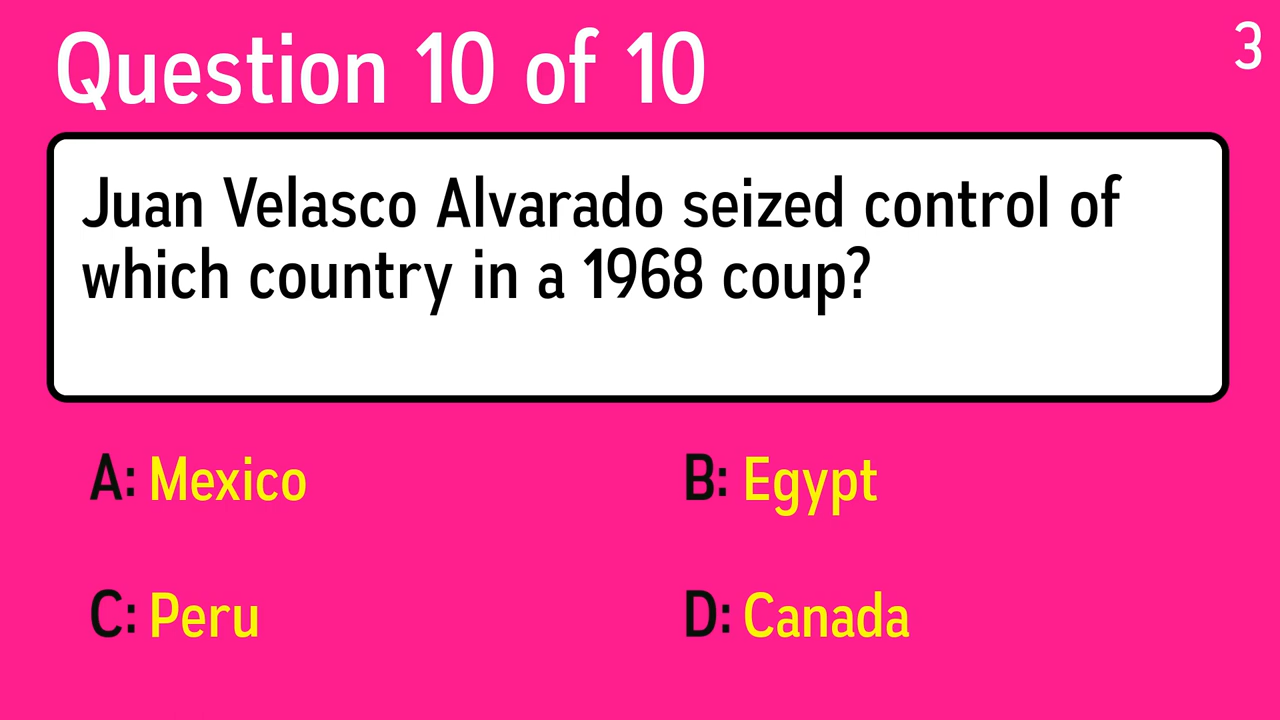 Question 10 of 10
3
Juan Velasco Alvarado seized control of
which country in a 1968 coup?
A: Mexico
B: Egypt
C: Peru
D: Canada